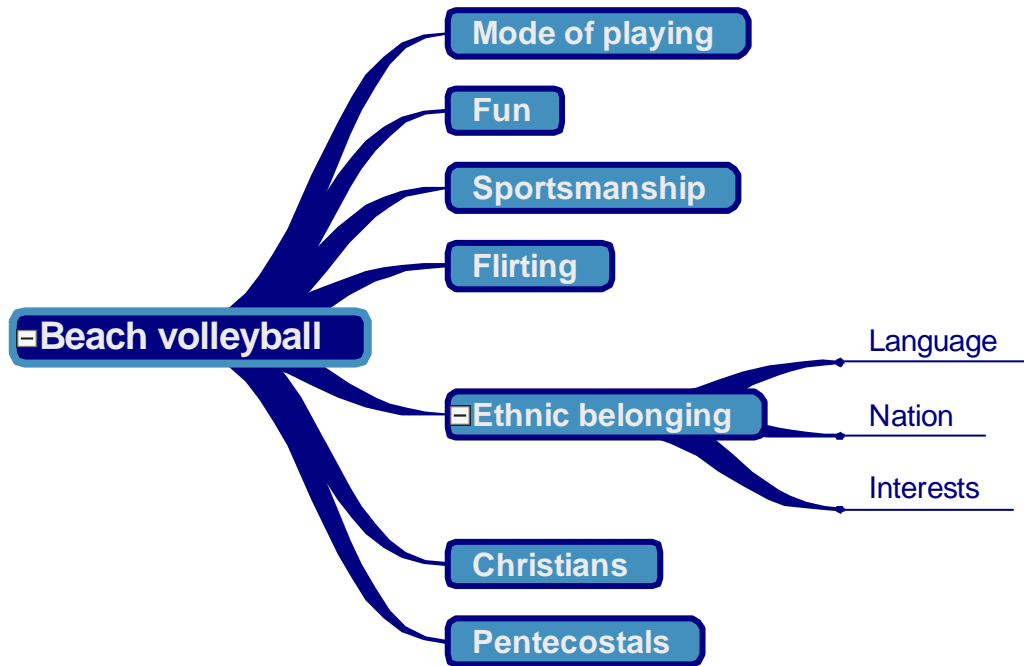 Mode of playing
Fun
Sportsmanship
Flirting
Beach volleyball
Language
Ethnic belonging
Nation
Interests
Christians
Pentecostals